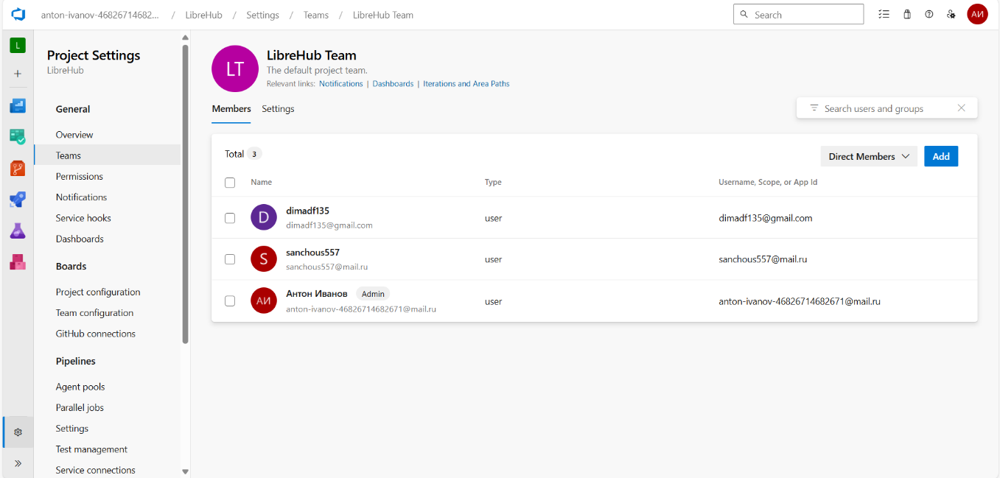 anton-ivanov-46826714682... / LibreHub / Settings / Teams / LibreHub Team
Search
АИ
L
Project Settings
LibreHub
General
Overview
Teams
Permissions
Notifications
Service hooks
Dashboards
Boards
Project configuration
Team configuration
GitHub connections
Pipelines
Agent pools
Parallel jobs
Settings
Test management
Service connections
LT
LibreHub Team
The default project team.
Relevant links: Notifications | Dashboards | Iterations and Area Paths
Members Settings
Search users and groups
Total 3
Direct Members
Add
Name Type Username, Scope, or App Id
D
dimadf135
dimadf135@gmail.com
user
dimadf135@gmail.com
S
sanchous557
sanchous557@mail.ru
user
sanchous557@mail.ru
АИ
Антон Иванов Admin
anton-ivanov-46826714682671@mail.ru
user
anton-ivanov-46826714682671@mail.ru